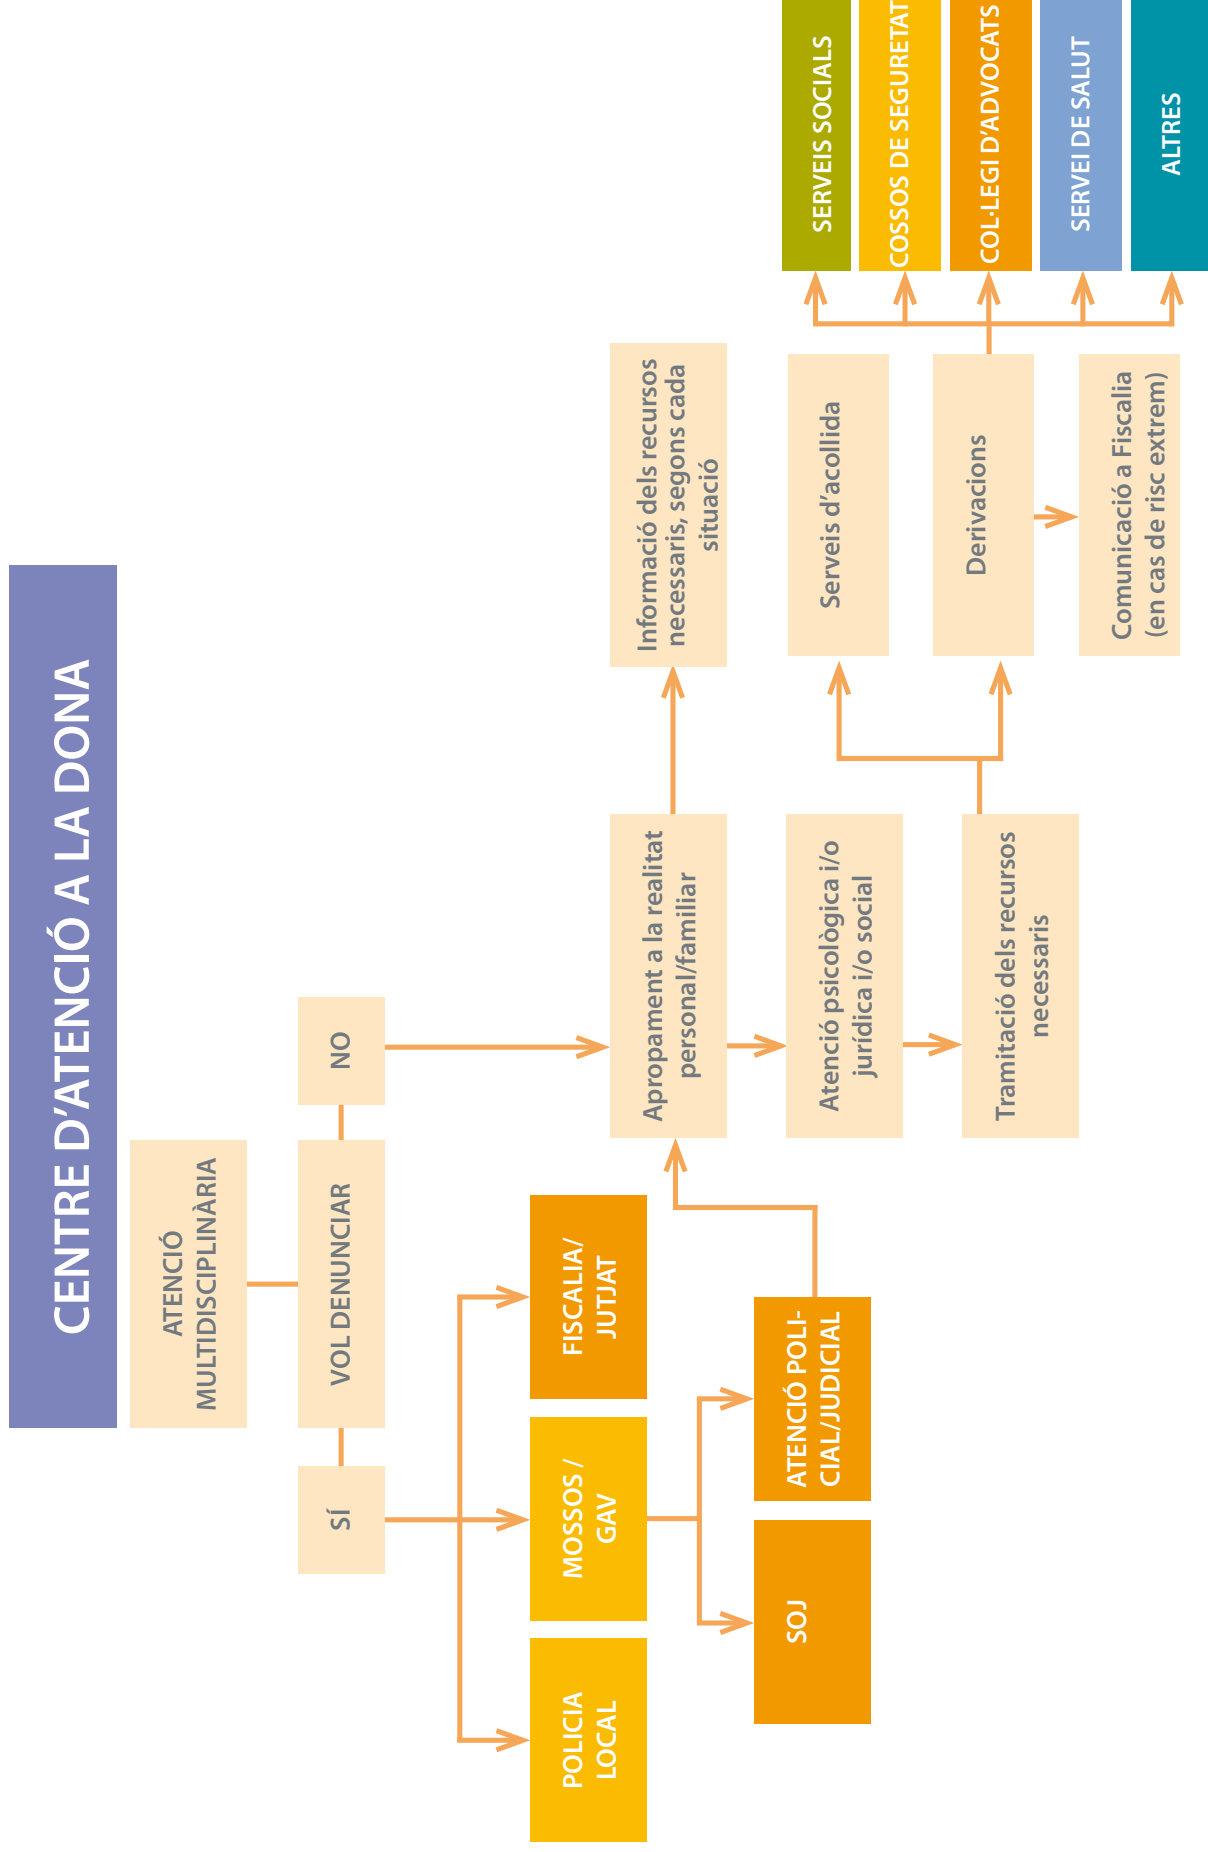 CENTRE D'ATENCIÓ A LA DONA
ATENCIÓ
MULTIDISCIPLINÀRIA
SÍ
VOL DENUNCIAR
NO
POLICIA
LOCAL
MOSSOS /
GAV
FISCALIA/
JUTJAT
SOJ
ATENCIÓ POLI-
CIAL/JUDICIAL
Apropament a la realitat
personal/familiar
Informació dels recursos
necessaris, segons cada
situació
Atenció psicològica i/o
jurídica i/o social
Tramitació dels recursos
necessaris
Serveis d'acollida
Derivacions
Comunicació a Fiscalia
(en cas de risc extrem)
SERVEIS SOCIALS
COSSOS DE SEGURETAT
COL·LEGI D'ADVOCATS
SERVEI DE SALUT
ALTRES